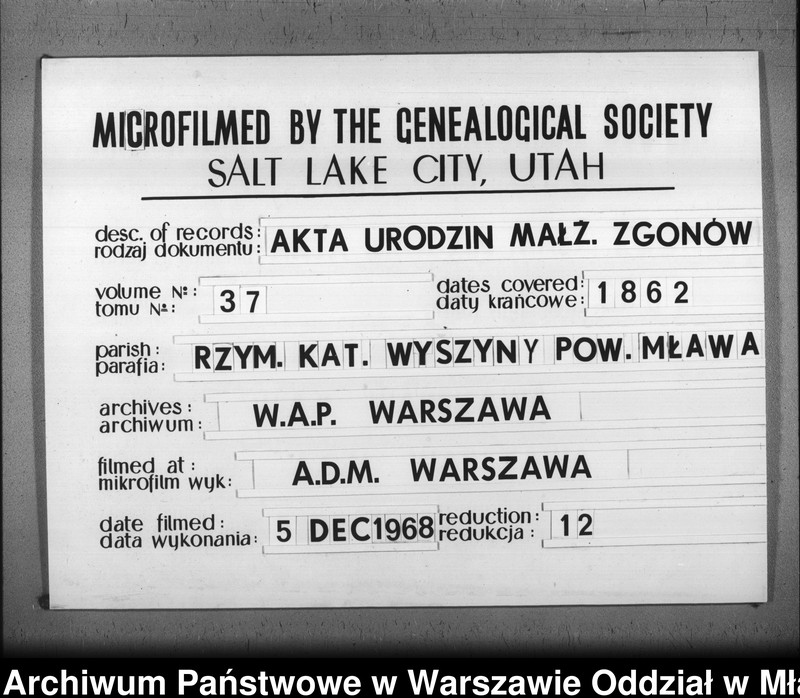 MICROFILMED BY THE GENEALOGICAL SOCIETY
SALT LAKE CITY, UTAH
desc. of records:
rodzaj dokumentu:
AKTA URODZIN MAŁŻ. ZGONÓW
volume №:
tomu №:
37
dates covered:
daty krańcowe:
1862
parish:
parafia:
RZYM. KAT. WYSZYNY POW. MŁAWA
archives:
archiwum:
W.A.P. WARSZAWA
filmed at:
mikrofilm wyk:
A.D.M. WARSZAWA
date filmed:
data wykonania:
5 DEC 1968
reduction:
redukcja:
12
Archiwum Państwowe w Warszawie Oddział w